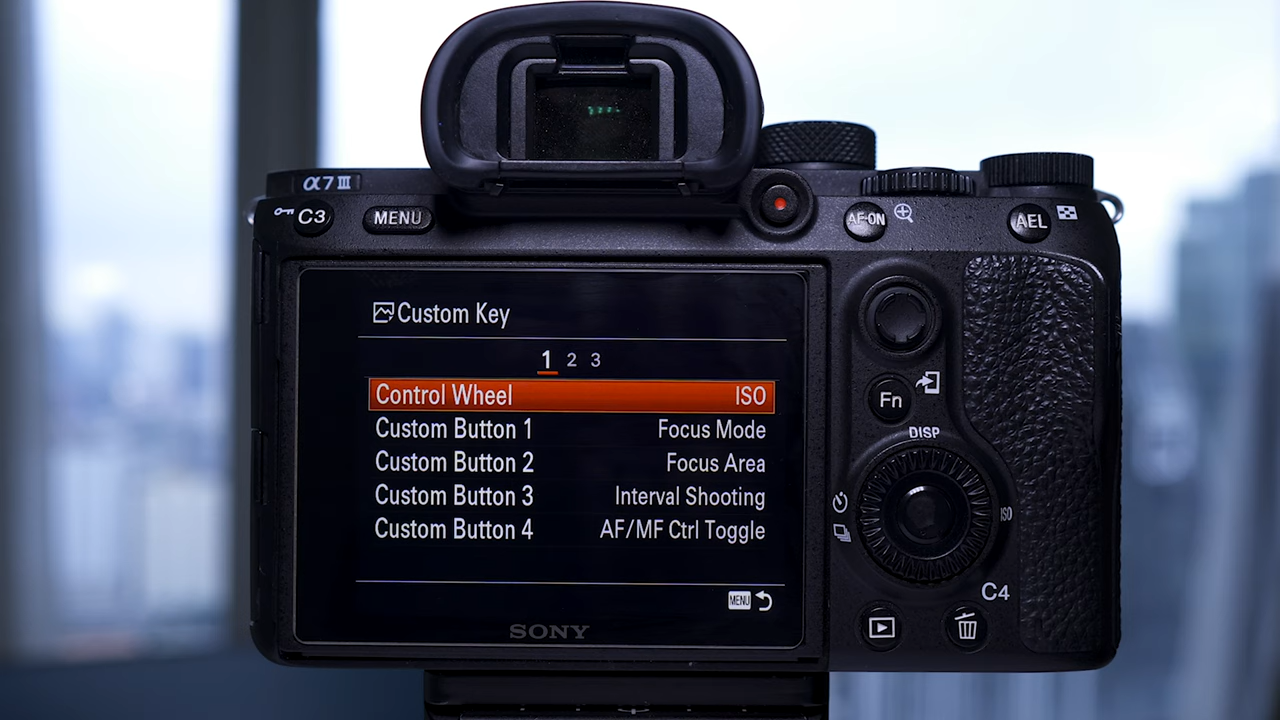 α7III
C3
MENU
AF-ON
AEL
Custom Key
1 2 3
Control Wheel ISO
Custom Button 1 Focus Mode
Custom Button 2 Focus Area
Custom Button 3 Interval Shooting
Custom Button 4 AF/MF Ctrl Toggle
MENU
SONY
Fn
DISP
ISO
C4